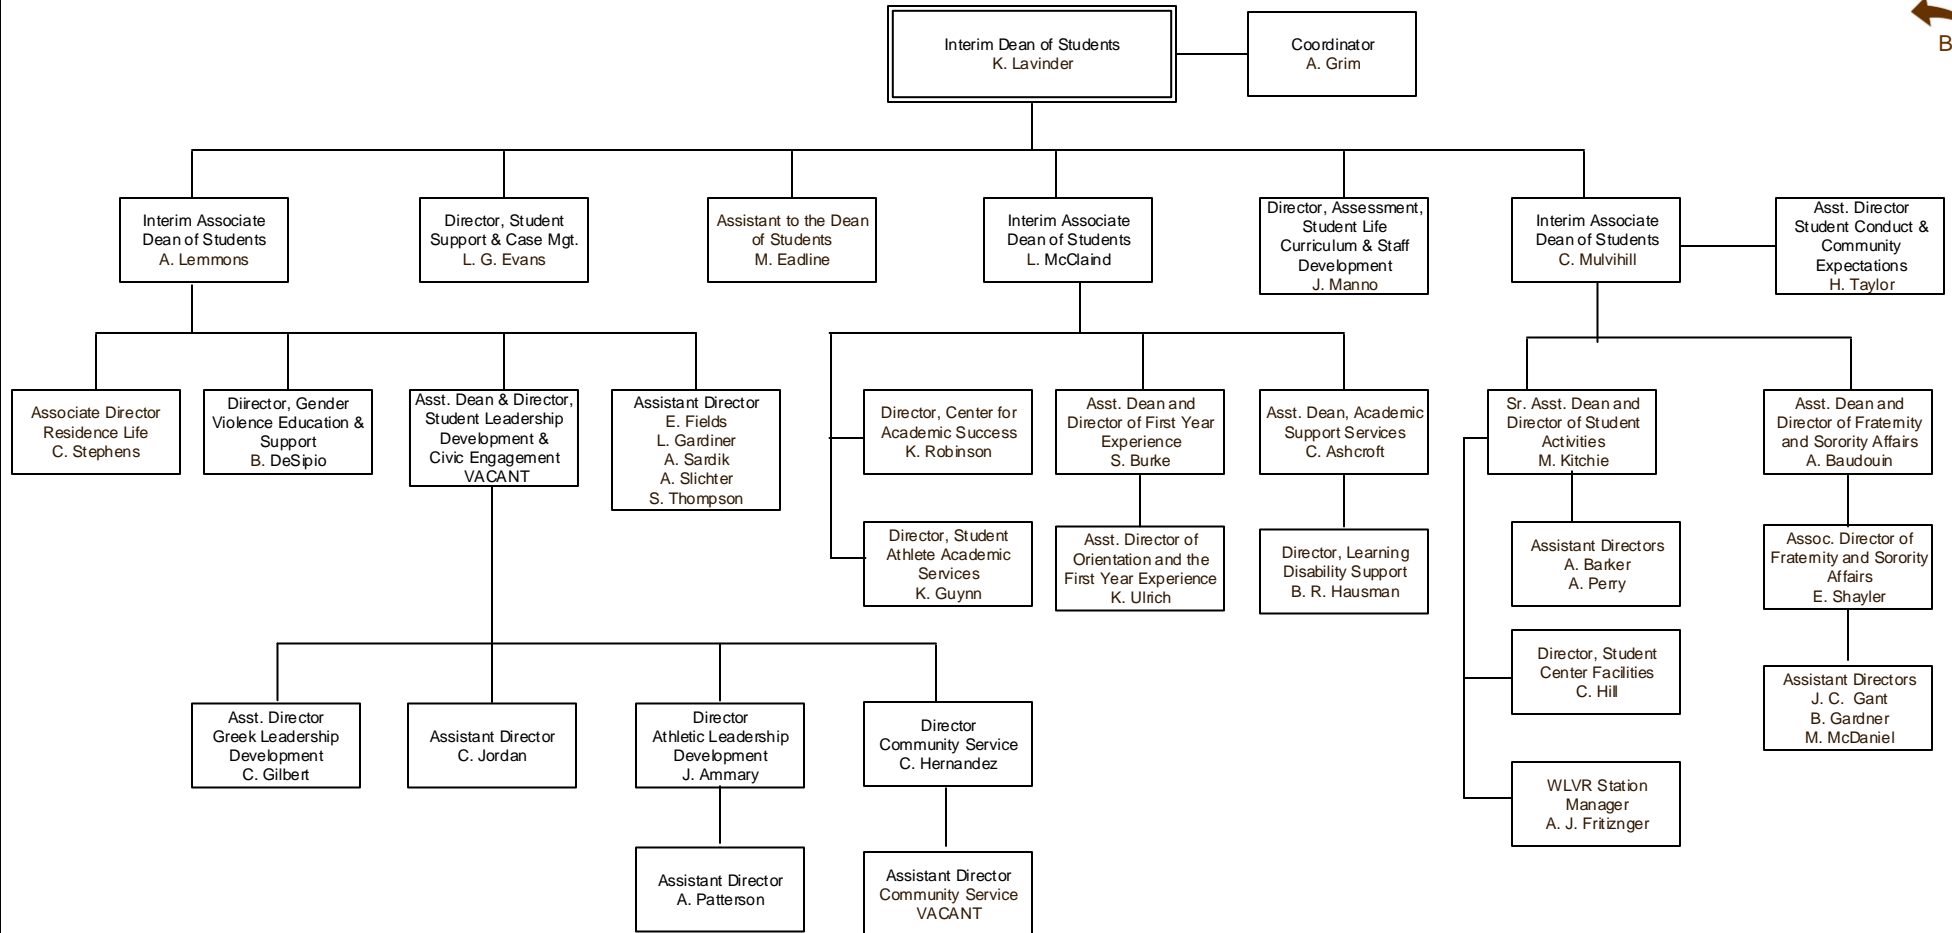 Interim Dean of Students
K. Lavinder
Coordinator
A. Grim
B
Interim Associate
Dean of Students
A. Lemmons
Director, Student
Support & Case Mgt.
L. G. Evans
Assistant to the Dean
of Students
M. Eadline
Interim Associate
Dean of Students
L. McClaind
Director, Assessment,
Student Life
Curriculum & Staff
Development
J. Manno
Interim Associate
Dean of Students
C. Mulvihill
Asst. Director
Student Conduct &
Community
Expectations
H. Taylor
Associate Director
Residence Life
C. Stephens
Diirector, Gender
Violence Education &
Support
B. DeSipio
Asst. Dean & Director,
Student Leadership
Development &
Civic Engagement
VACANT
Assistant Director
E. Fields
L. Gardiner
A. Sardik
A. Slichter
S. Thompson
Director, Center for
Academic Success
K. Robinson
Asst. Dean and
Director of First Year
Experience
S. Burke
Asst. Dean, Academic
Support Services
C. Ashcroft
Sr. Asst. Dean and
Director of Student
Activities
M. Kitchie
Asst. Dean and
Director of Fraternity
and Sorority Affairs
A. Baudouin
Director, Student
Athlete Academic
Services
K. Guynn
Asst. Director of
Orientation and the
First Year Experience
K. Ulrich
Director, Learning
Disability Support
B. R. Hausman
Assistant Directors
A. Barker
A. Perry
Assoc. Director of
Fraternity and Sorority
Affairs
E. Shayler
Director, Student
Center Facilities
C. Hill
Assistant Directors
J. C. Gant
B. Gardner
M. McDaniel
Asst. Director
Greek Leadership
Development
C. Gilbert
Assistant Director
C. Jordan
Director
Athletic Leadership
Development
J. Ammary
Director
Community Service
C. Hernandez
WLVR Station
Manager
A. J. Fritiznger
Assistant Director
A. Patterson
Assistant Director
Community Service
VACANT